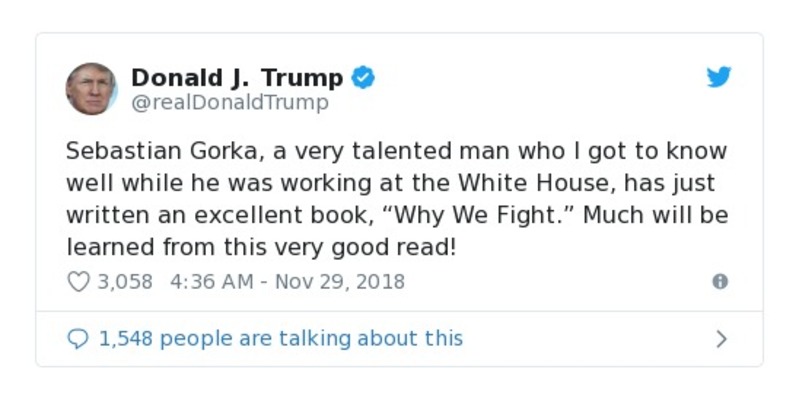 Donald J. Trump
@realDonaldTrump
Sebastian Gorka, a very talented man who I got to know
well while he was working at the White House, has just
written an excellent book, “Why We Fight.” Much will be
learned from this very good read!
3,058 4:36 AM - Nov 29, 2018
1,548 people are talking about this